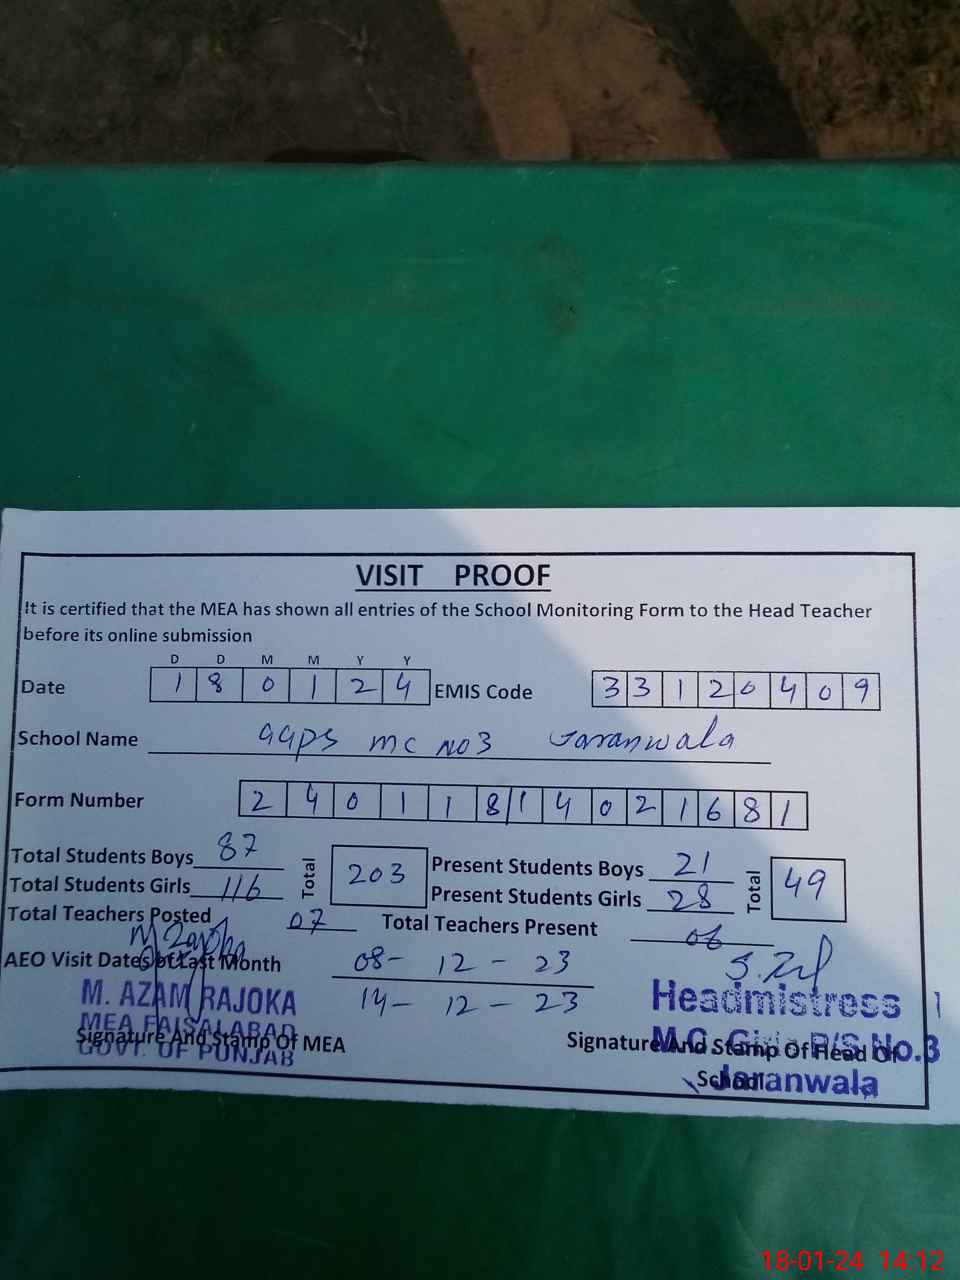 VISIT PROOF
It is certified that the MEA has shown all entries of the School Monitoring Form to the Head Teacher
before its online submission
D D M M Y Y
Date 1 8 0 1 2 4 EMIS Code 3 3 1 2 0 4 0 9
School Name GGPS MC NO3 Jaranwala
Form Number 2 4 0 1 1 8 1 4 0 2 1 6 8 1
Total Students Boys 87 Total 203 Present Students Boys 21 Total 49
Total Students Girls 116 Present Students Girls 28
Total Teachers Posted 07 Total Teachers Present 06
AEO Visit Dates of Last Month 08- 12 - 23
14- 12 - 23
M. AZAM RAJOKA
MEA FAISALABAD
GOVT. OF PUNJAB
Signature And Stamp Of MEA
Headmistress
M.C. Girls P/S No.3
Jaranwala
Signature And Stamp Of Head Of
School
18-01-24 14:12